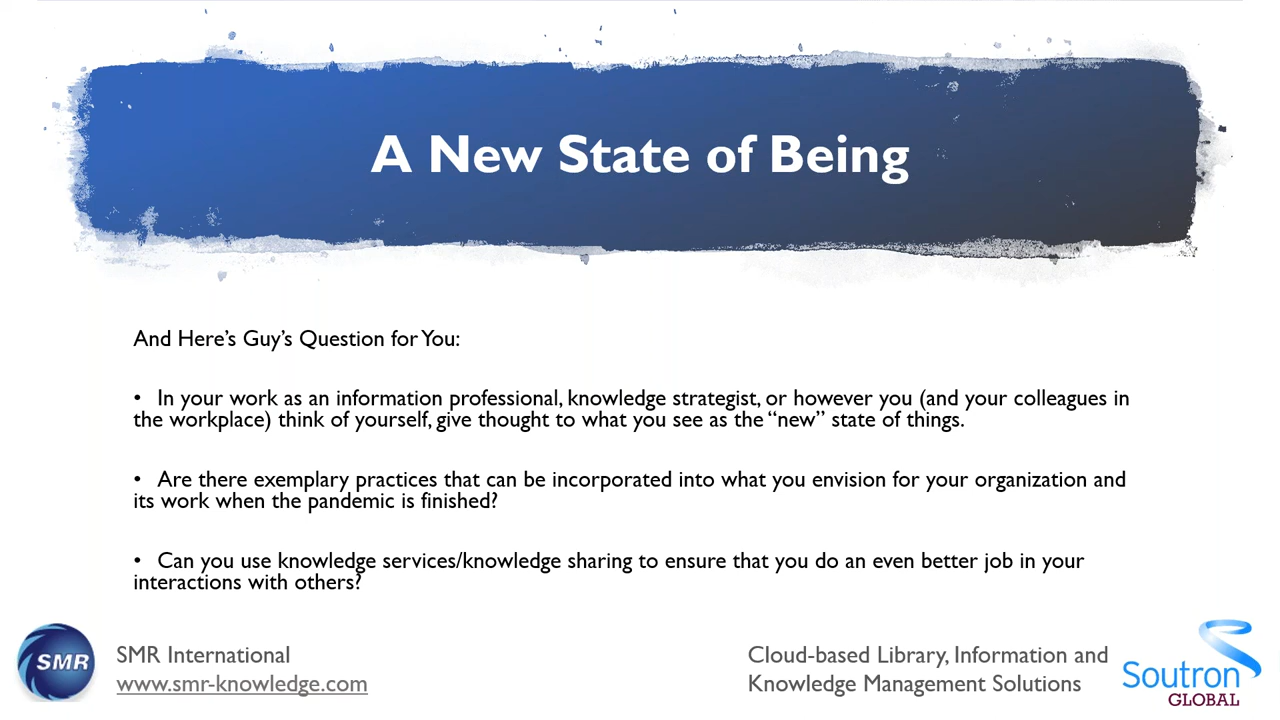 A New State of Being
And Here’s Guy’s Question for You:
• In your work as an information professional, knowledge strategist, or however you (and your colleagues in
the workplace) think of yourself, give thought to what you see as the “new” state of things.
• Are there exemplary practices that can be incorporated into what you envision for your organization and
its work when the pandemic is finished?
• Can you use knowledge services/knowledge sharing to ensure that you do an even better job in your
interactions with others?
SMR
SMR International
www.smr-knowledge.com
Cloud-based Library, Information and
Knowledge Management Solutions
Soutron
GLOBAL